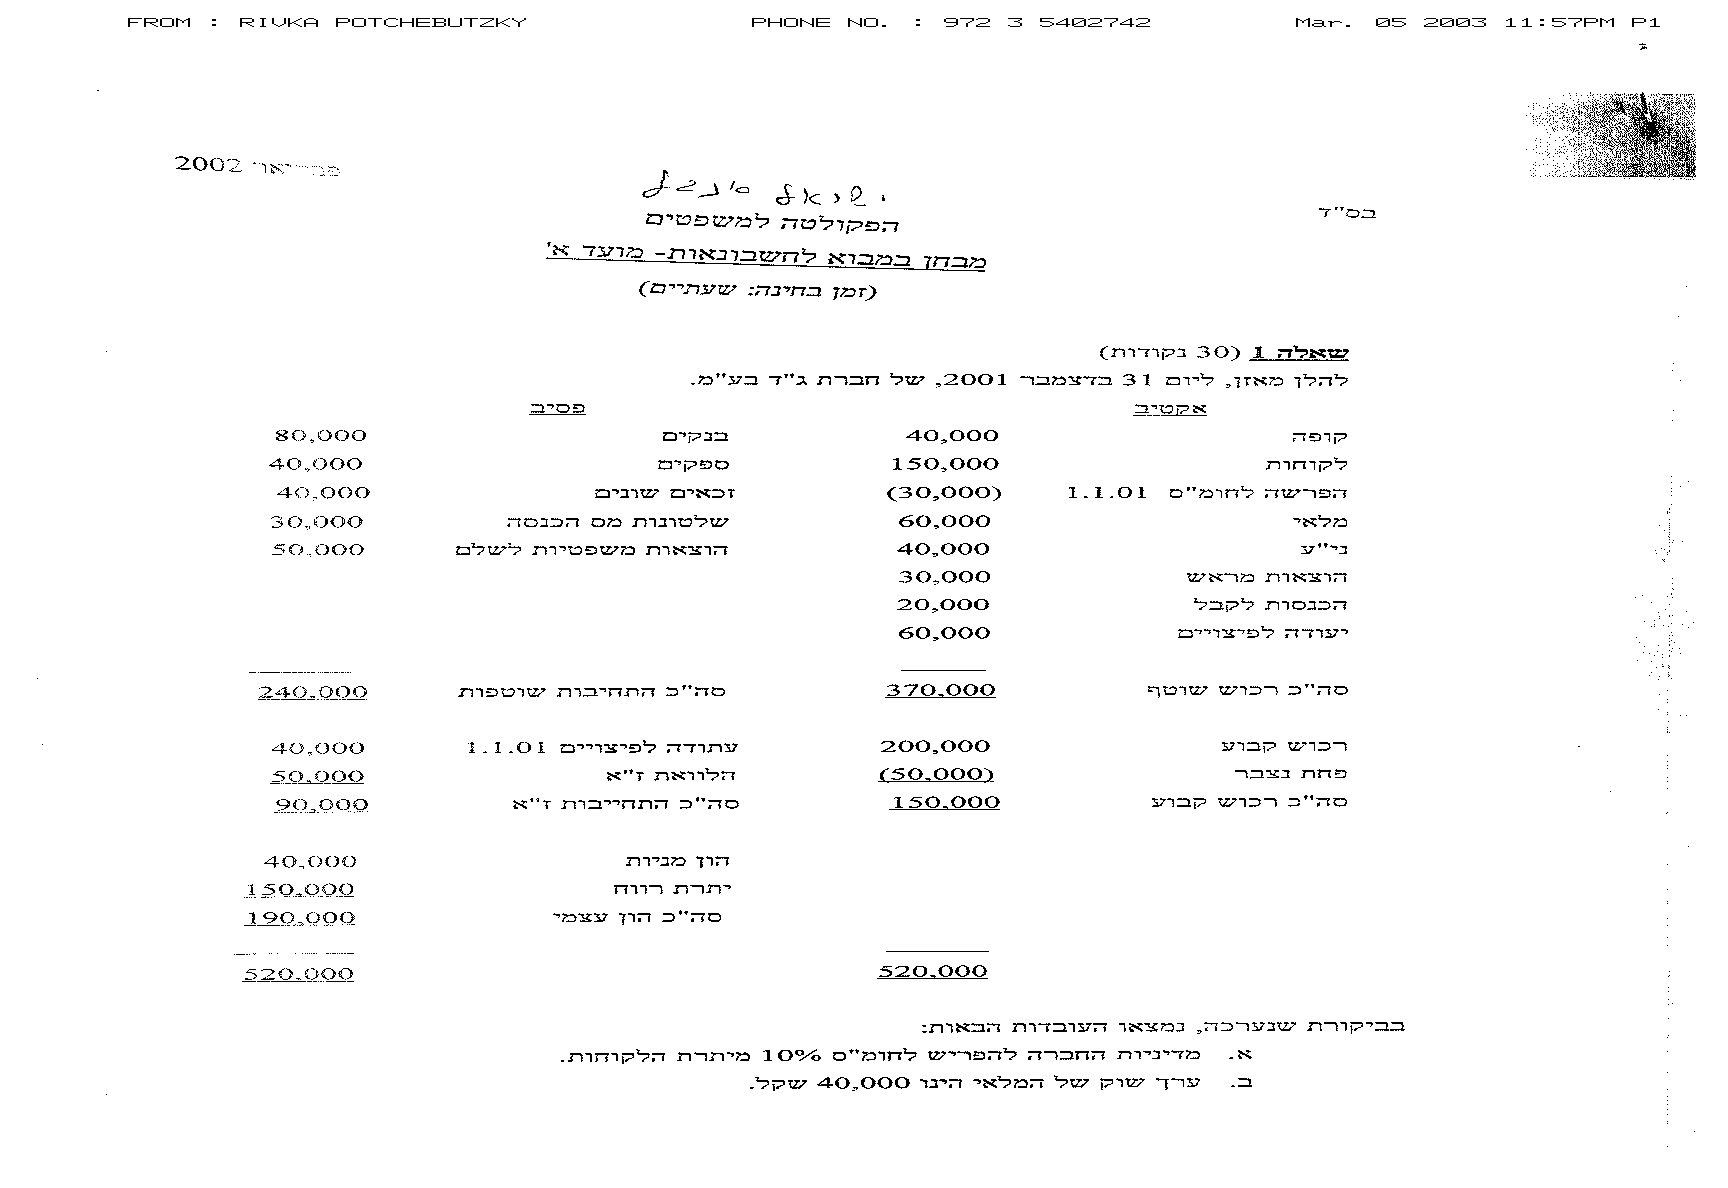 FROM : RIVKA POTCHEBUTZKY PHONE NO. : 972 3 5402742 Mar. 05 2003 11:57PM P1
פברואר 2002
בס"ד
הפקולטה למשפטים
מבחן במבוא לחשבונאות- מועד א'
(זמן בחינה: שעתיים)
שאלה 1 (30 נקודות)
להלן מאזן, ליום 31 בדצמבר 2001, של חברת ג"ד בע"מ.
אקטיב פסיב
קופה 40,000 בנקים 80,000
לקוחות 150,000 ספקים 40,000
הפרשה לחומ"ס 1.1.01 (30,000) זכאים שונים 40,000
מלאי 60,000 שלטונות מס הכנסה 30,000
ני"ע 40,000 הוצאות משפטיות לשלם 50,000
הוצאות מראש 30,000
הכנסות לקבל 20,000
יעודה לפיצויים 60,000
סה"כ רכוש שוטף 370,000 סה"כ התחיבות שוטפות 240,000
רכוש קבוע 200,000 עתודה לפיצויים 1.1.01 40,000
פחת נצבר (50,000) הלוואת ז"א 50,000
סה"כ רכוש קבוע 150,000 סה"כ התחייבות ז"א 90,000
הון מניות 40,000
יתרת רווח 150,000
סה"כ הון עצמי 190,000
520,000 520,000
בביקורת שנערכה, נמצאו העובדות הבאות:
א. מדיניות החברה להפריש לחומ"ס 10% מיתרת הלקוחות.
ב. ערך שוק של המלאי הינו 40,000 שקל.